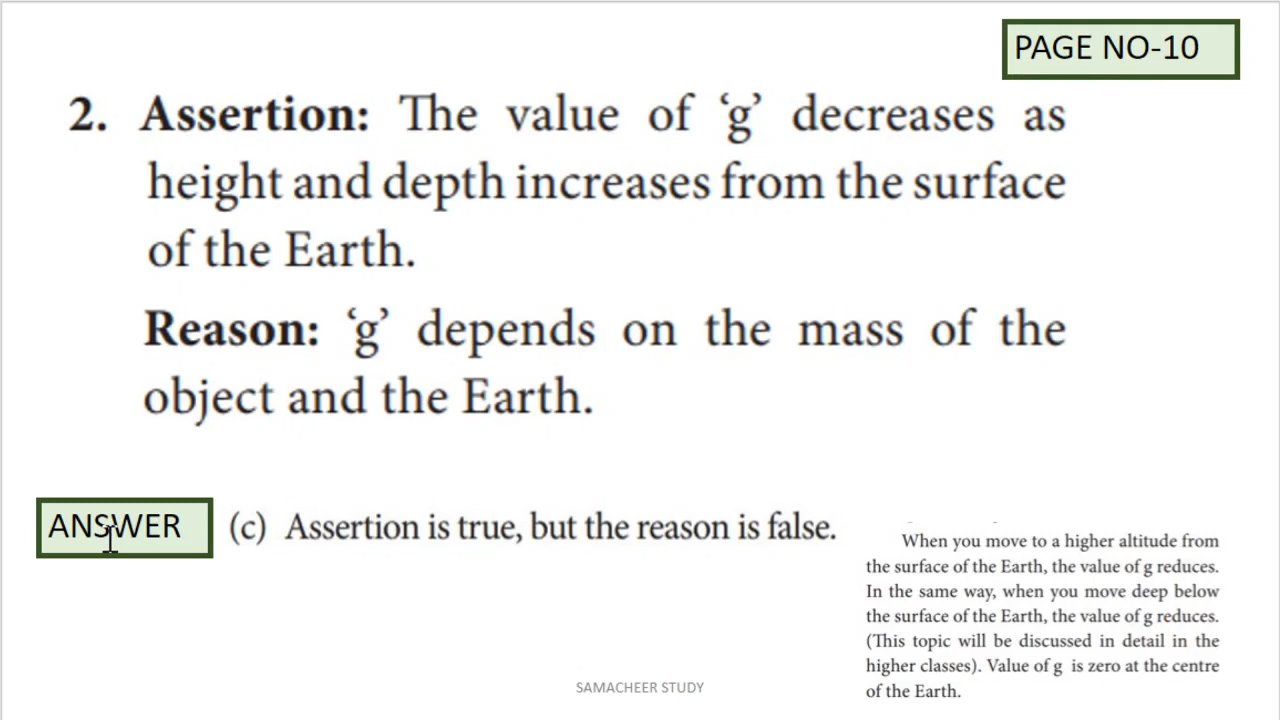 PAGE NO-10
2. Assertion: The value of ‘g’ decreases as
height and depth increases from the surface
of the Earth.
Reason: ‘g’ depends on the mass of the
object and the Earth.
ANSWER
(c) Assertion is true, but the reason is false.
When you move to a higher altitude from
the surface of the Earth, the value of g reduces.
In the same way, when you move deep below
the surface of the Earth, the value of g reduces.
(This topic will be discussed in detail in the
higher classes). Value of g is zero at the centre
of the Earth.
SAMACHEER STUDY